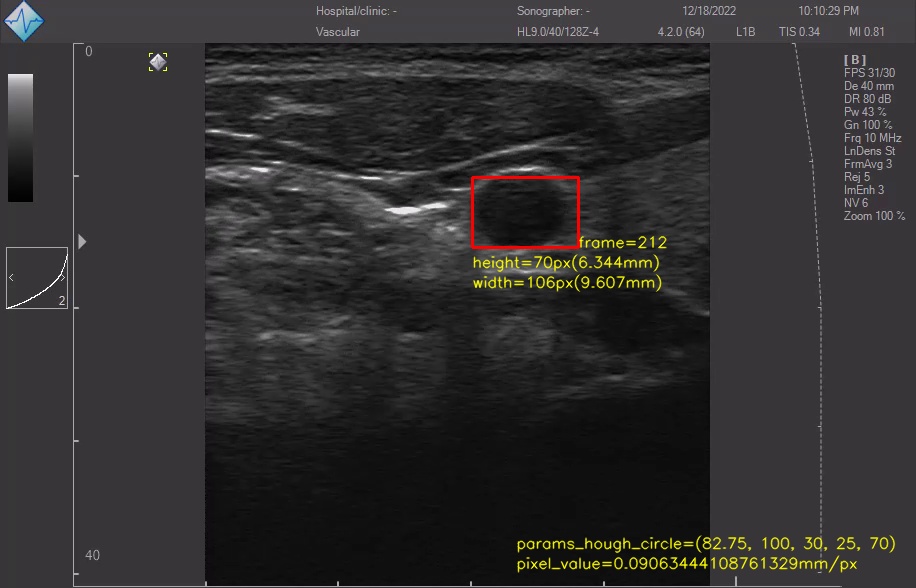 Hospital/clinic: - Sonographer: - 12/18/2022 10:10:29 PM
Vascular HL9.0/40/128Z-4 4.2.0 (64) L1B TIS 0.34 MI 0.81
0
[ B ]
FPS 31/30
De 40 mm
DR 80 dB
Pw 43 %
Gn 100 %
Frq 10 MHz
LnDens St
FrmAvg 3
Rej 5
ImEnh 3
NV 6
Zoom 100 %
2
frame=212
height=70px(6.344mm)
width=106px(9.607mm)
40
params_hough_circle=(82.75, 100, 30, 25, 70)
pixel_value=0.09063444108761329mm/px